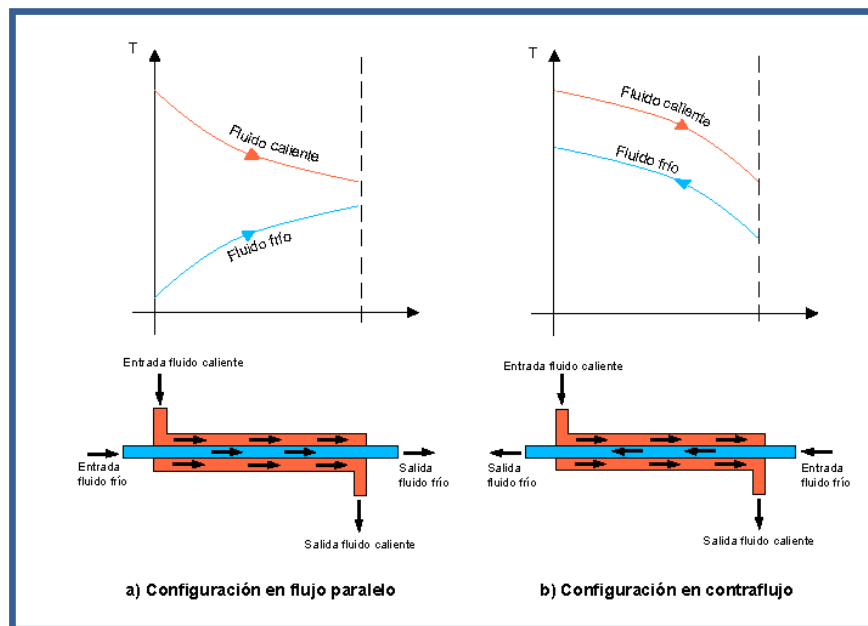 T
Fluido caliente
Fluido frío
Entrada fluido caliente
Entrada
fluido frío
Salida
fluido frío
Salida fluido caliente
a) Configuración en flujo paralelo
T
Fluido caliente
Fluido frío
Entrada fluido caliente
Salida
fluido frío
Entrada
fluido frío
Salida fluido caliente
b) Configuración en contraflujo